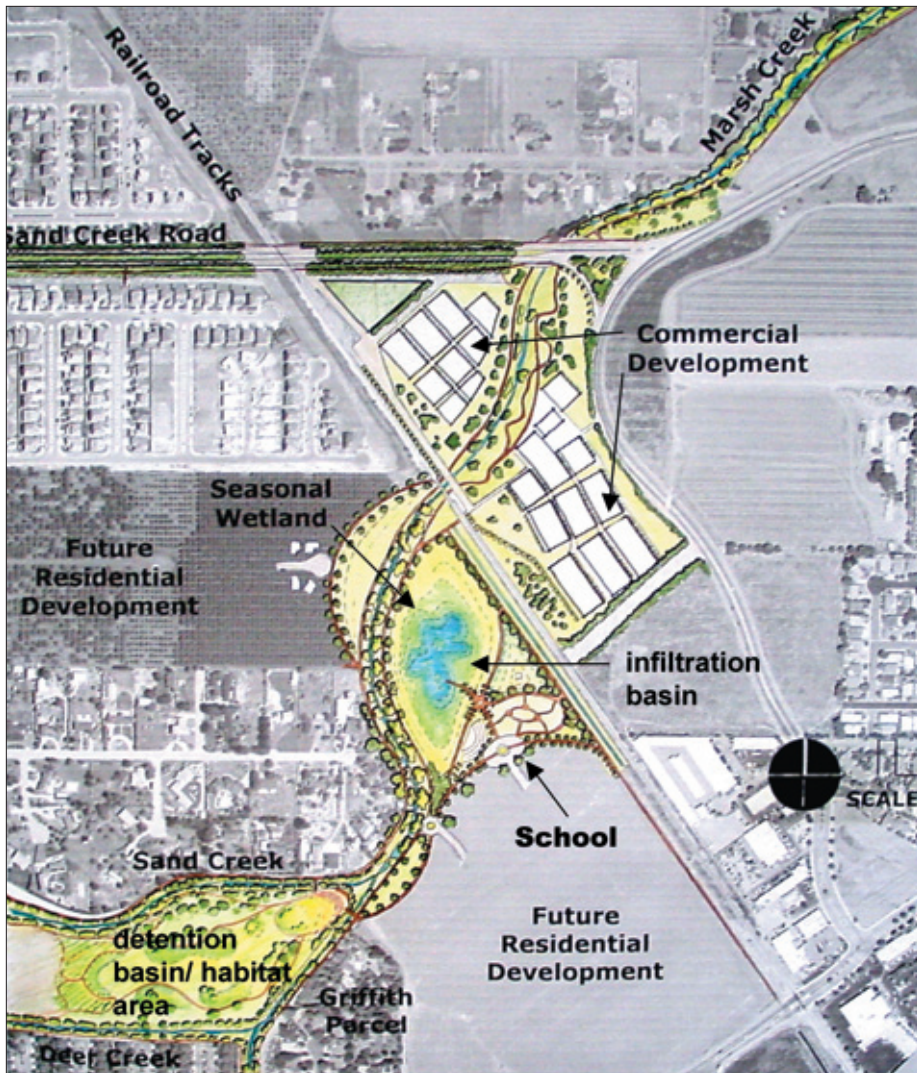 Railroad Tracks
Marsh Creek
Sand Creek Road
Commercial
Development
Seasonal
Wetland
Future
Residential
Development
infiltration
basin
SCALE
School
Sand Creek
detention
basin/ habitat
area
Future
Residential
Development
Griffith
Parcel
Deer Creek